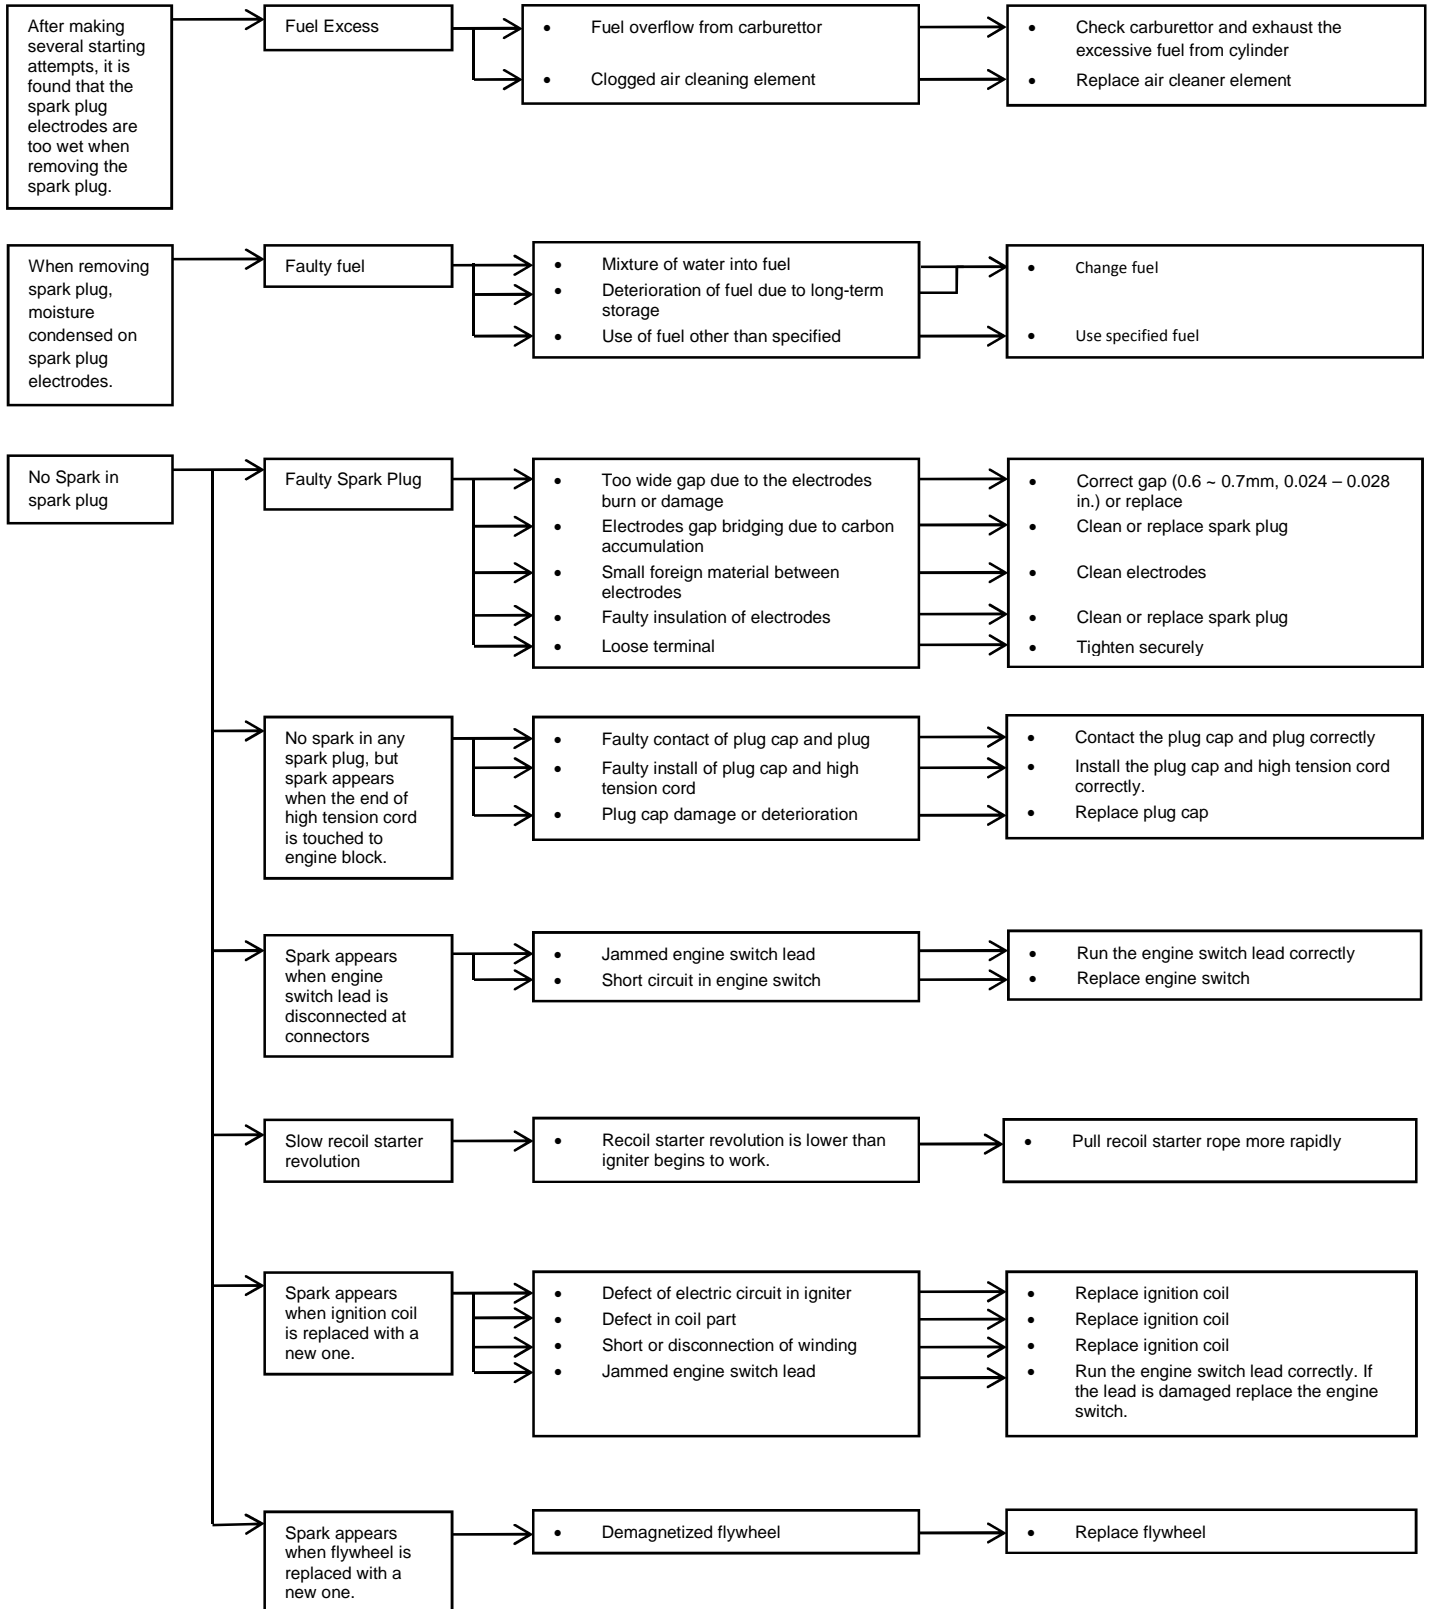 After making
several starting
attempts, it is
found that the
spark plug
electrodes are
too wet when
removing the
spark plug.
Fuel Excess
• Fuel overflow from carburettor
• Clogged air cleaning element
• Check carburettor and exhaust the
excessive fuel from cylinder
• Replace air cleaner element
When removing
spark plug,
moisture
condensed on
spark plug
electrodes.
Faulty fuel
• Mixture of water into fuel
• Deterioration of fuel due to long-term
storage
• Use of fuel other than specified
• Change fuel
• Use specified fuel
No Spark in
spark plug
Faulty Spark Plug
• Too wide gap due to the electrodes
burn or damage
• Electrodes gap bridging due to carbon
accumulation
• Small foreign material between
electrodes
• Faulty insulation of electrodes
• Loose terminal
• Correct gap (0.6 ~ 0.7mm, 0.024 – 0.028
in.) or replace
• Clean or replace spark plug
• Clean electrodes
• Clean or replace spark plug
• Tighten securely
No spark in any
spark plug, but
spark appears
when the end of
high tension cord
is touched to
engine block.
• Faulty contact of plug cap and plug
• Faulty install of plug cap and high
tension cord
• Plug cap damage or deterioration
• Contact the plug cap and plug correctly
• Install the plug cap and high tension cord
correctly.
• Replace plug cap
Spark appears
when engine
switch lead is
disconnected at
connectors
• Jammed engine switch lead
• Short circuit in engine switch
• Run the engine switch lead correctly
• Replace engine switch
Slow recoil starter
revolution
• Recoil starter revolution is lower than
igniter begins to work.
• Pull recoil starter rope more rapidly
Spark appears
when ignition coil
is replaced with a
new one.
• Defect of electric circuit in igniter
• Defect in coil part
• Short or disconnection of winding
• Jammed engine switch lead
• Replace ignition coil
• Replace ignition coil
• Replace ignition coil
• Run the engine switch lead correctly. If
the lead is damaged replace the engine
switch.
Spark appears
when flywheel is
replaced with a
new one.
• Demagnetized flywheel
• Replace flywheel